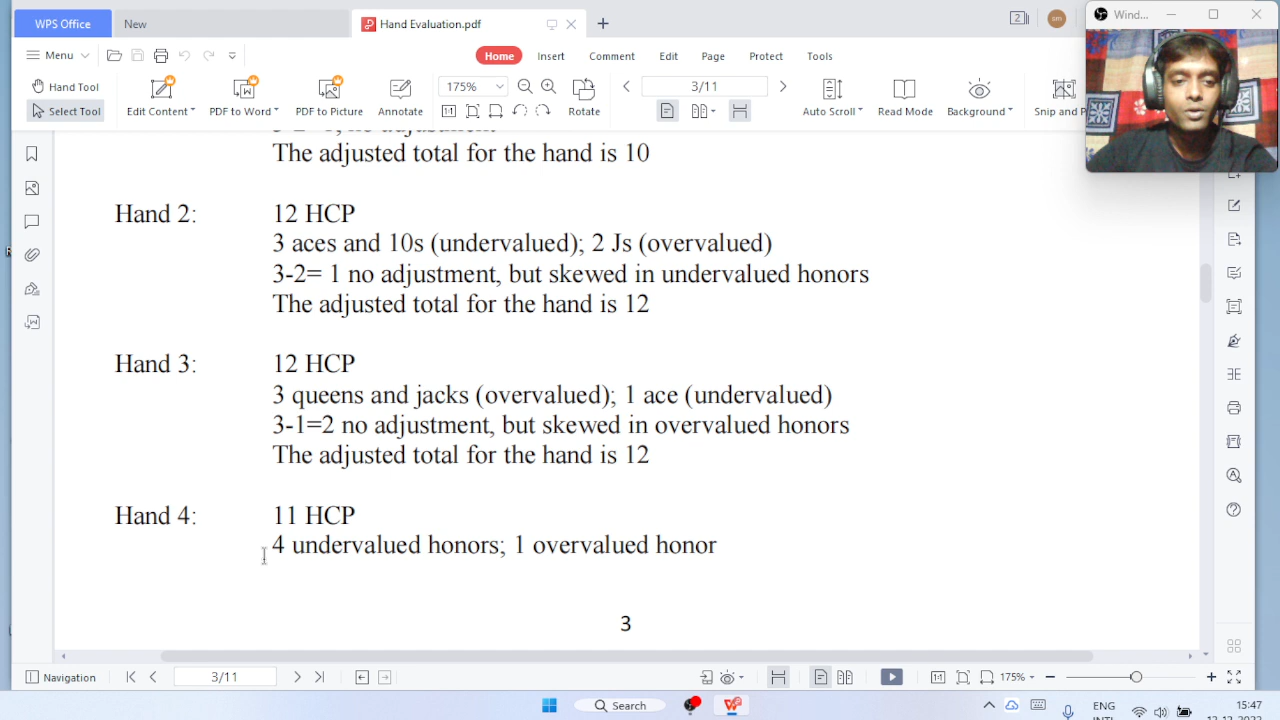 WPS Office
New
Hand Evaluation.pdf
2
sm
Wind...
Menu
Home
Insert
Comment
Edit
Page
Protect
Tools
Hand Tool
Select Tool
Edit Content
PDF to Word
PDF to Picture
Annotate
175%
3/11
Rotate
Auto Scroll
Read Mode
Background
Snip and P
The adjusted total for the hand is 10
Hand 2: 12 HCP
3 aces and 10s (undervalued); 2 Js (overvalued)
3-2= 1 no adjustment, but skewed in undervalued honors
The adjusted total for the hand is 12
Hand 3: 12 HCP
3 queens and jacks (overvalued); 1 ace (undervalued)
3-1=2 no adjustment, but skewed in overvalued honors
The adjusted total for the hand is 12
Hand 4: 11 HCP
4 undervalued honors; 1 overvalued honor
3
Navigation
3/11
175%
Search
ENG
INTL
15:47